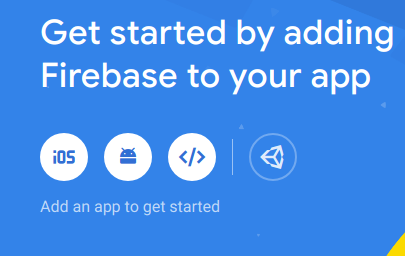 Get started by adding
Firebase to your app
iOS
Add an app to get started